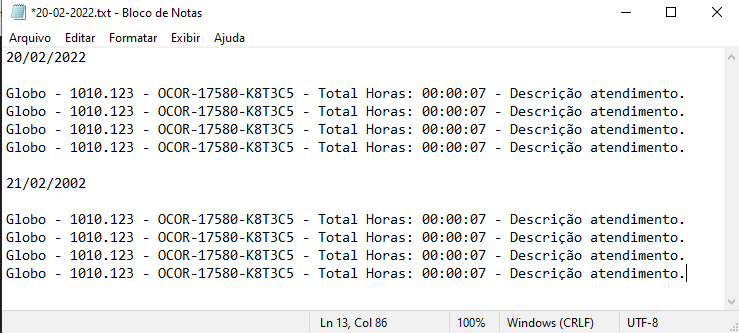 *20-02-2022.txt - Bloco de Notas
Arquivo Editar Formatar Exibir Ajuda
20/02/2022
Globo - 1010.123 - OCOR-17580-K8T3C5 - Total Horas: 00:00:07 - Descrição atendimento.
Globo - 1010.123 - OCOR-17580-K8T3C5 - Total Horas: 00:00:07 - Descrição atendimento.
Globo - 1010.123 - OCOR-17580-K8T3C5 - Total Horas: 00:00:07 - Descrição atendimento.
Globo - 1010.123 - OCOR-17580-K8T3C5 - Total Horas: 00:00:07 - Descrição atendimento.
21/02/2002
Globo - 1010.123 - OCOR-17580-K8T3C5 - Total Horas: 00:00:07 - Descrição atendimento.
Globo - 1010.123 - OCOR-17580-K8T3C5 - Total Horas: 00:00:07 - Descrição atendimento.
Globo - 1010.123 - OCOR-17580-K8T3C5 - Total Horas: 00:00:07 - Descrição atendimento.
Globo - 1010.123 - OCOR-17580-K8T3C5 - Total Horas: 00:00:07 - Descrição atendimento.
Ln 13, Col 86 100% Windows (CRLF) UTF-8